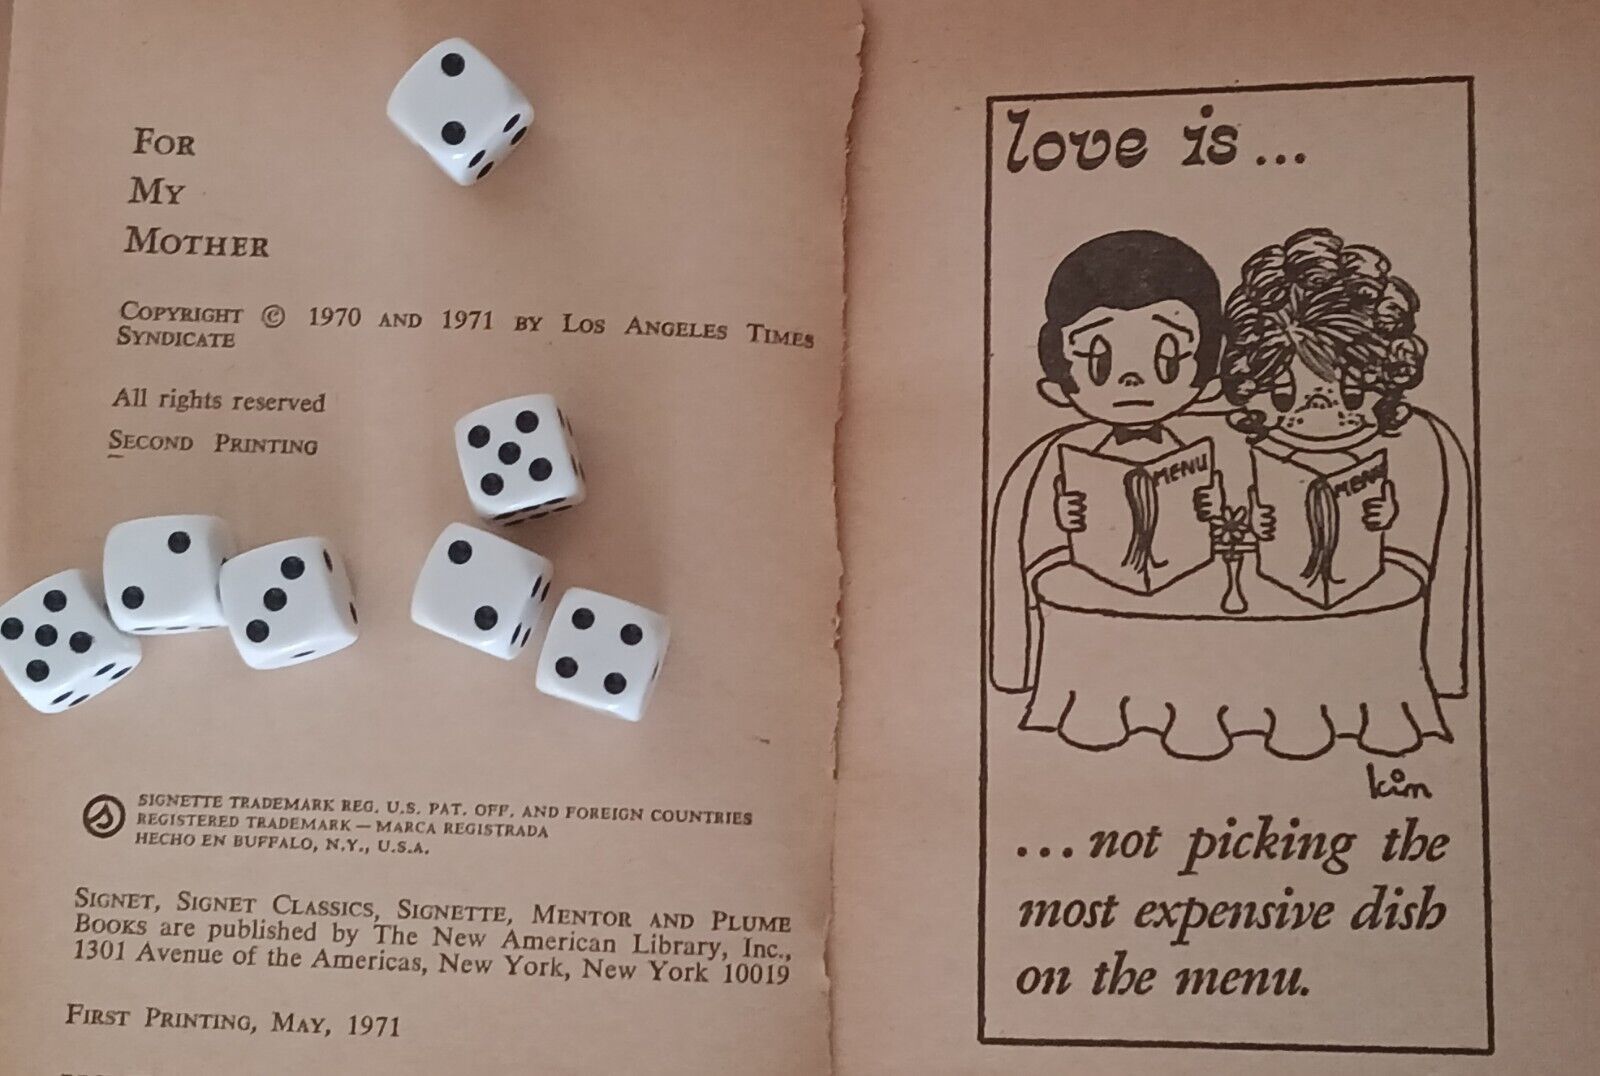 FOR
MY
MOTHER
COPYRIGHT © 1970 AND 1971 BY LOS ANGELES TIMES
SYNDICATE
All rights reserved
SECOND PRINTING
SIGNETTE TRADEMARK REG. U.S. PAT. OFF. AND FOREIGN COUNTRIES
REGISTERED TRADEMARK — MARCA REGISTRADA
HECHO EN BUFFALO, N.Y., U.S.A.
SIGNET, SIGNET CLASSICS, SIGNETTE, MENTOR AND PLUME
BOOKS are published by The New American Library, Inc.,
1301 Avenue of the Americas, New York, New York 10019
FIRST PRINTING, MAY, 1971
love is...
MENU
MENU
kim
...not picking the
most expensive dish
on the menu.